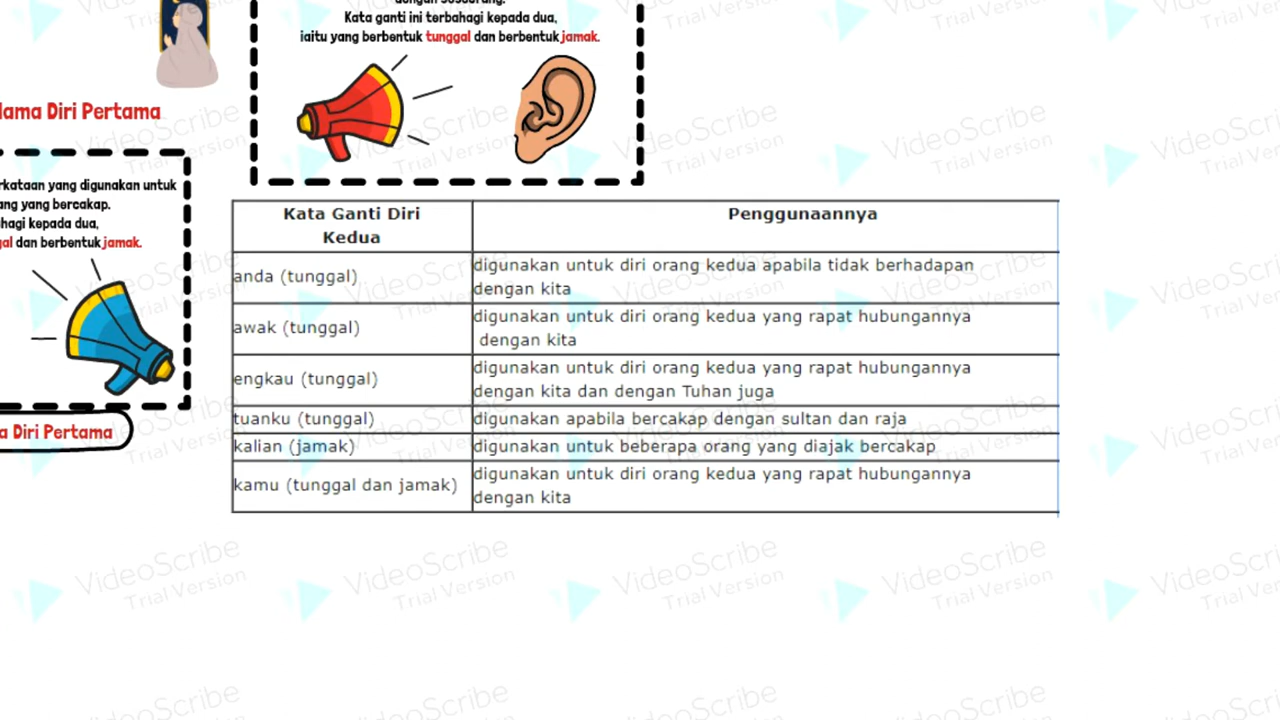 dengan seseorang.
Kata ganti ini terbahagi kepada dua,
iaitu yang berbentuk tunggal dan berbentuk jamak.
Diri Pertama
yang digunakan untuk
yang bercakap.
kepada dua,
dan berbentuk jamak.
Diri Pertama
Kata Ganti Diri
Kedua
Penggunaannya
anda (tunggal)
digunakan untuk diri orang kedua apabila tidak berhadapan
dengan kita
awak (tunggal)
digunakan untuk diri orang kedua yang rapat hubungannya
dengan kita
engkau (tunggal)
digunakan untuk diri orang kedua yang rapat hubungannya
dengan kita dan dengan Tuhan juga
tuanku (tunggal)
digunakan apabila bercakap dengan sultan dan raja
kalian (jamak)
digunakan untuk beberapa orang yang diajak bercakap
kamu (tunggal dan jamak)
digunakan untuk diri orang kedua yang rapat hubungannya
dengan kita
VideoScribe
Trial Version